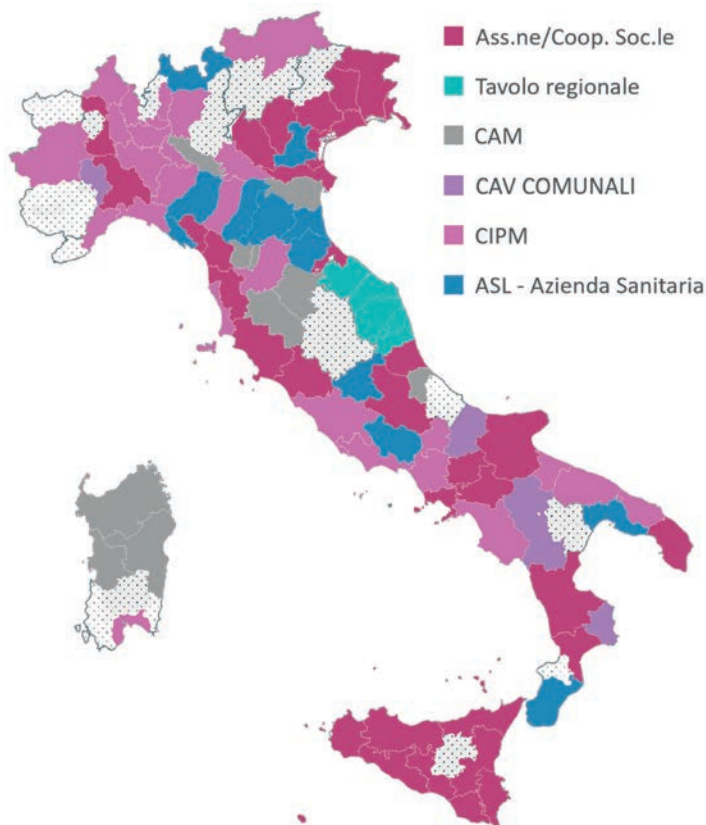 Ass.ne/Coop. Soc.le
Tavolo regionale
CAM
CAV COMUNALI
CIPM
ASL - Azienda Sanitaria